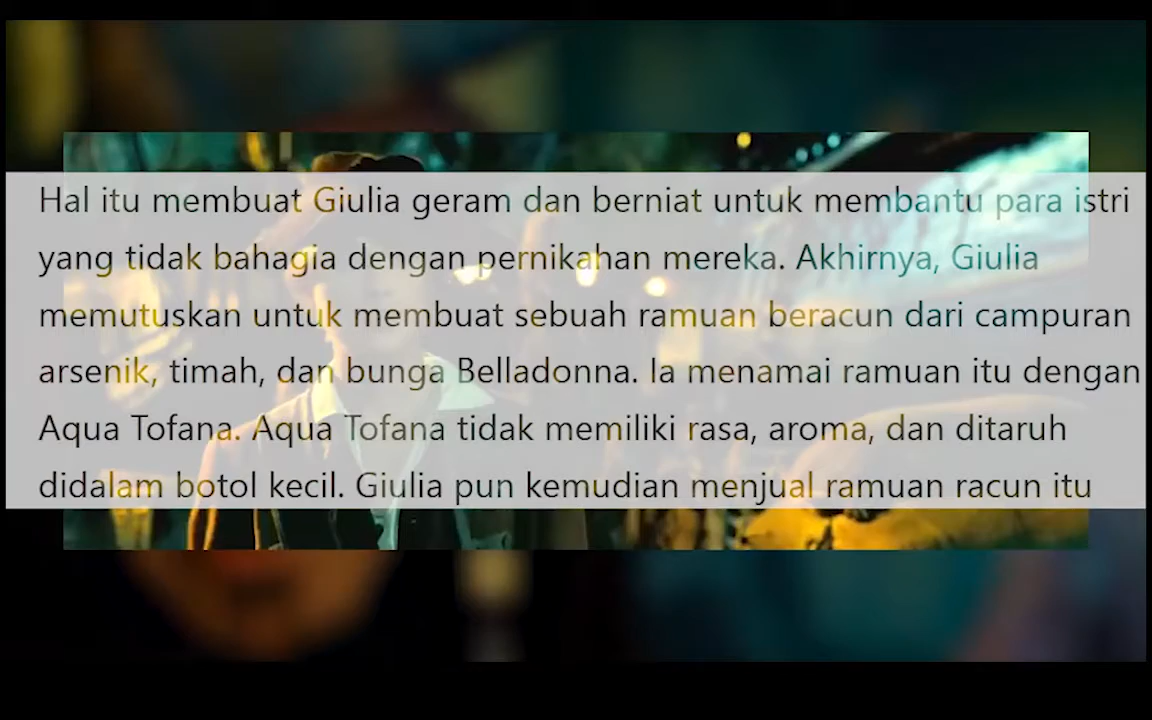 Hal itu membuat Giulia geram dan berniat untuk membantu para istri
yang tidak bahagia dengan pernikahan mereka. Akhirnya, Giulia
memutuskan untuk membuat sebuah ramuan beracun dari campuran
arsenik, timah, dan bunga Belladonna. Ia menamai ramuan itu dengan
Aqua Tofana. Aqua Tofana tidak memiliki rasa, aroma, dan ditaruh
didalam botol kecil. Giulia pun kemudian menjual ramuan racun itu